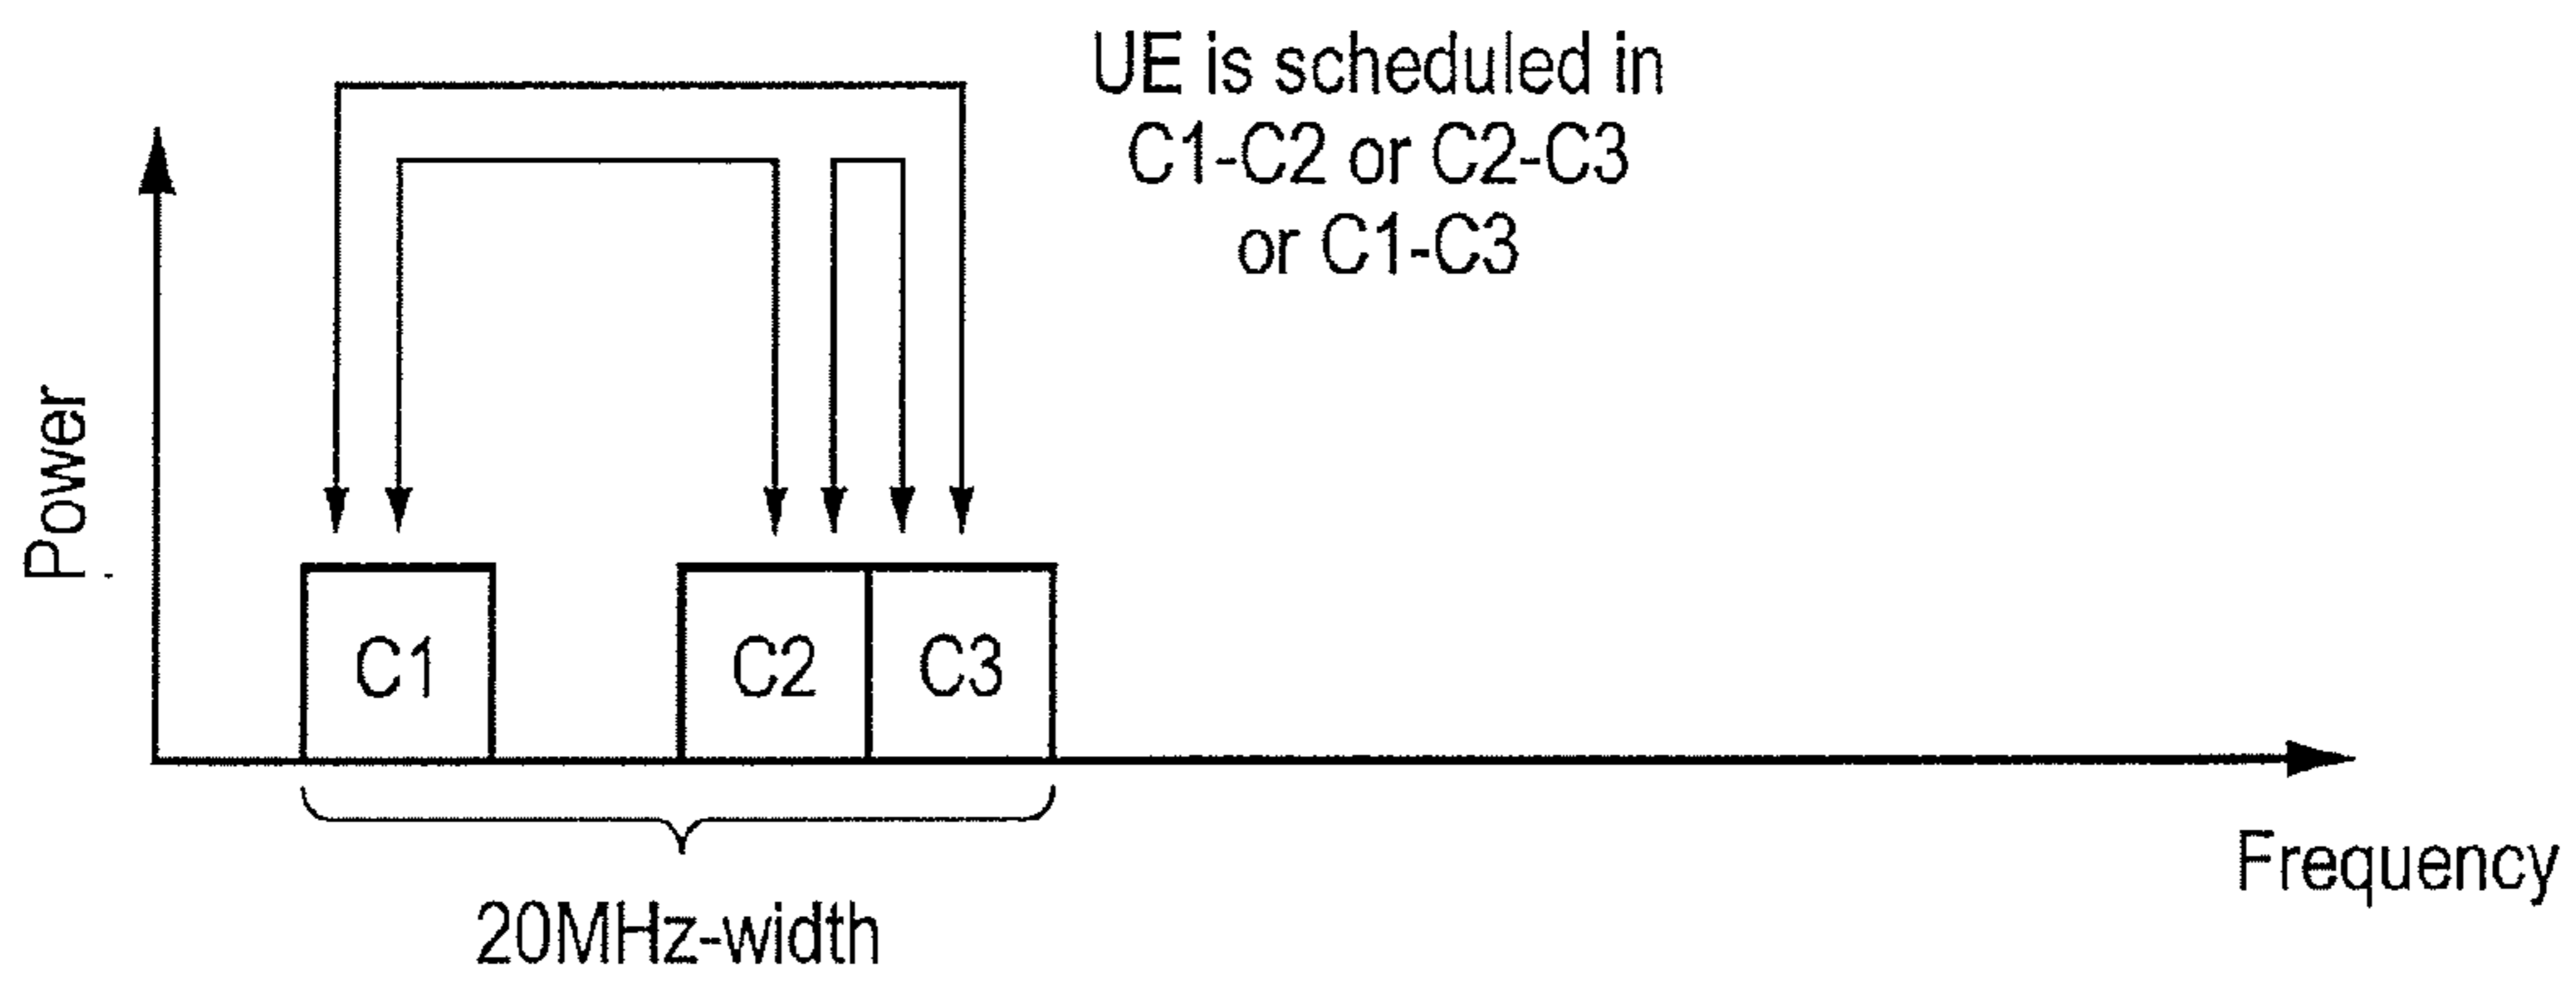 UE is scheduled in
C1-C2 or C2-C3
or C1-C3
Power
C1
C2
C3
20MHz-width
Frequency